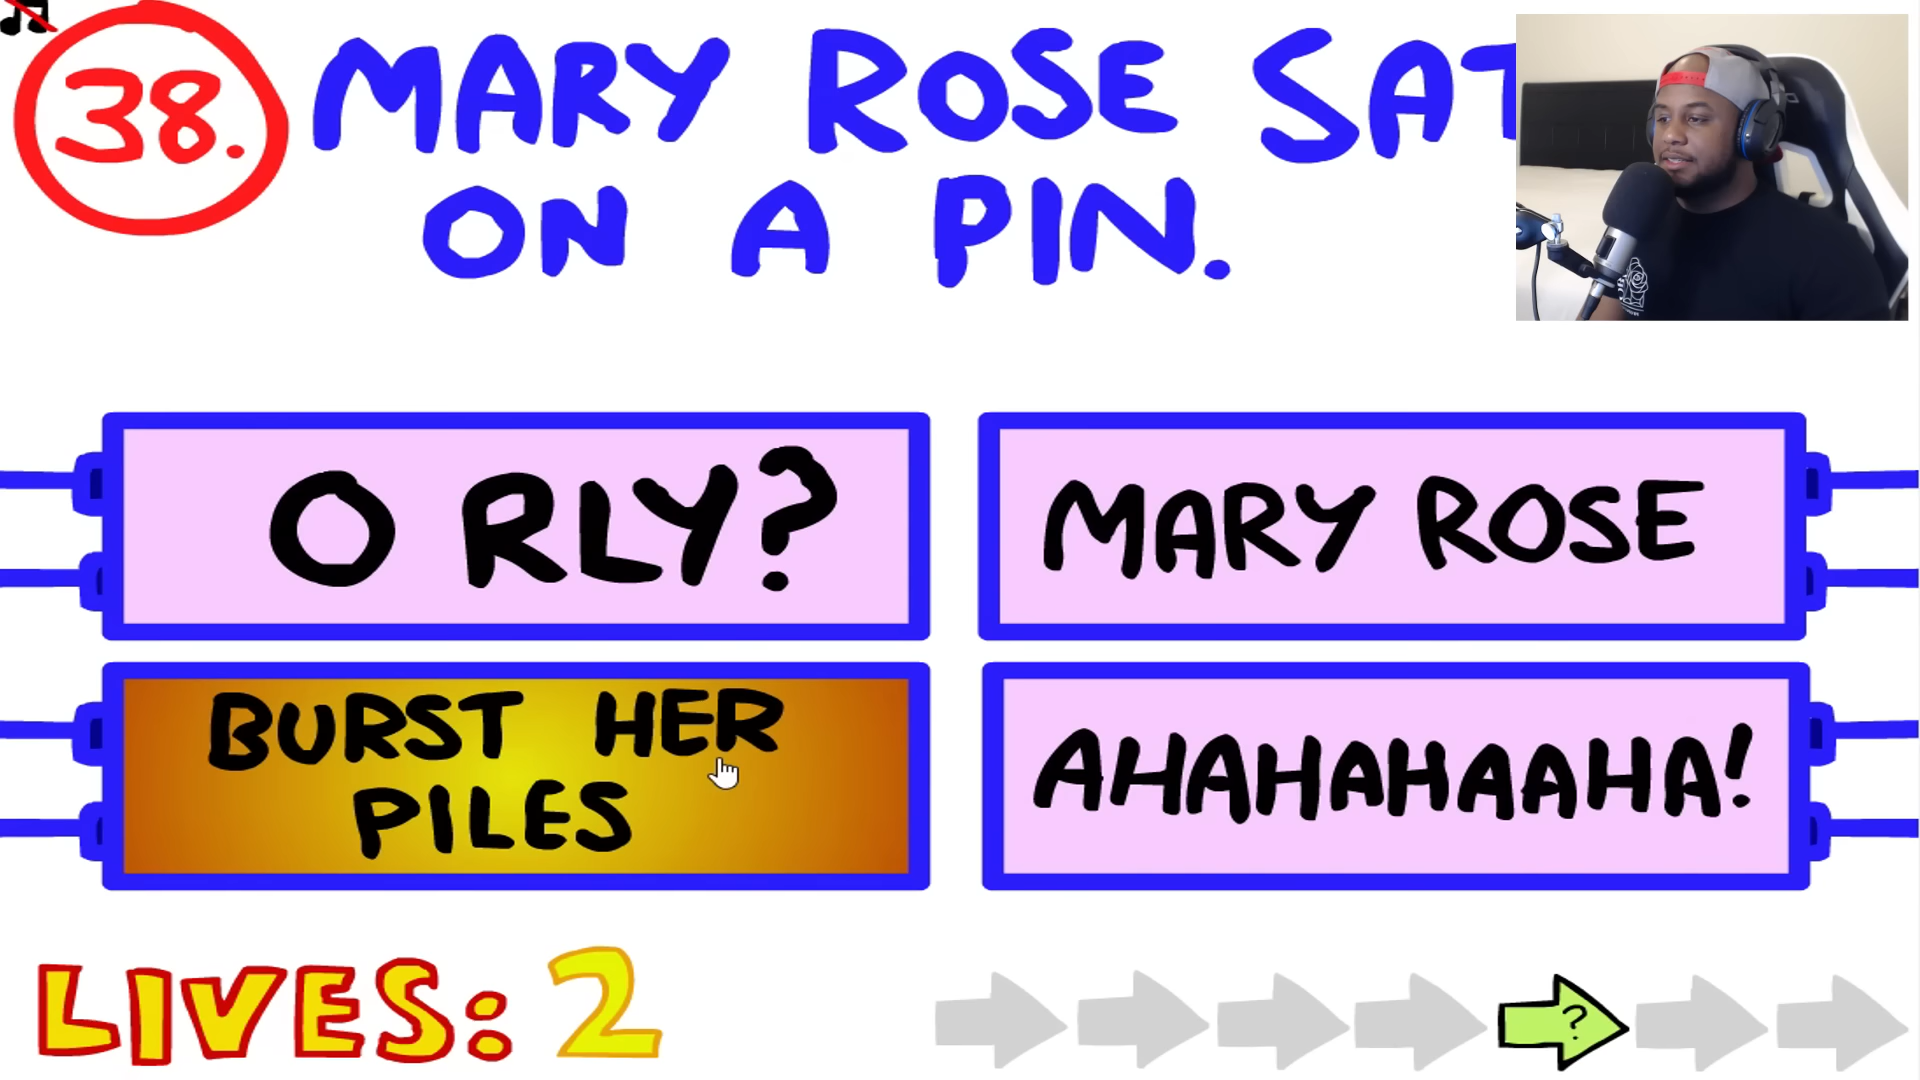 38.
MARY ROSE SAT
ON A PIN.
O RLY?
MARY ROSE
BURST HER
PILES
AHAHAHAAHA!
LIVES: 2
?